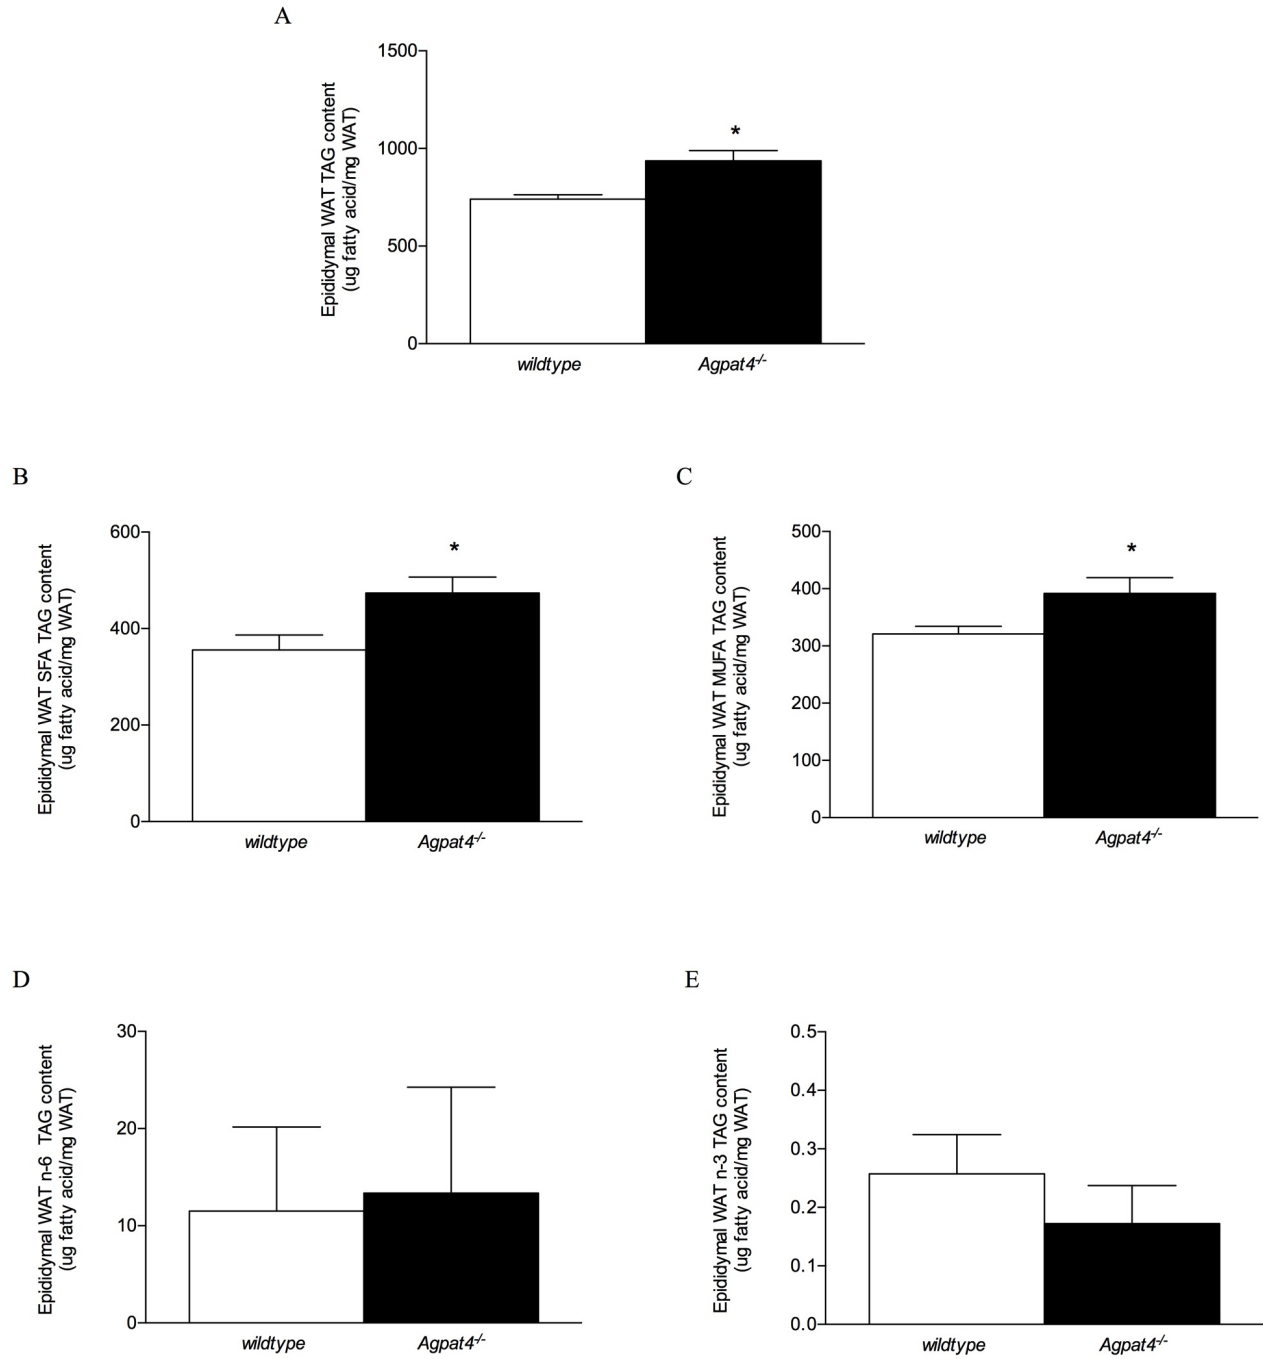 A
Epididymal WAT TAG content
(ug fatty acid/mg WAT)
1500
1000
500
0
*
wildtype
Agpat4-/-
B
Epididymal WAT SFA TAG content
(ug fatty acid/mg WAT)
600
400
200
0
*
wildtype
Agpat4-/-
C
Epididymal WAT MUFA TAG content
(ug fatty acid/mg WAT)
500
400
300
200
100
0
*
wildtype
Agpat4-/-
D
Epididymal WAT n-6 TAG content
(ug fatty acid/mg WAT)
30
20
10
0
wildtype
Agpat4-/-
E
Epididymal WAT n-3 TAG content
(ug fatty acid/mg WAT)
0.5
0.4
0.3
0.2
0.1
0.0
wildtype
Agpat4-/-